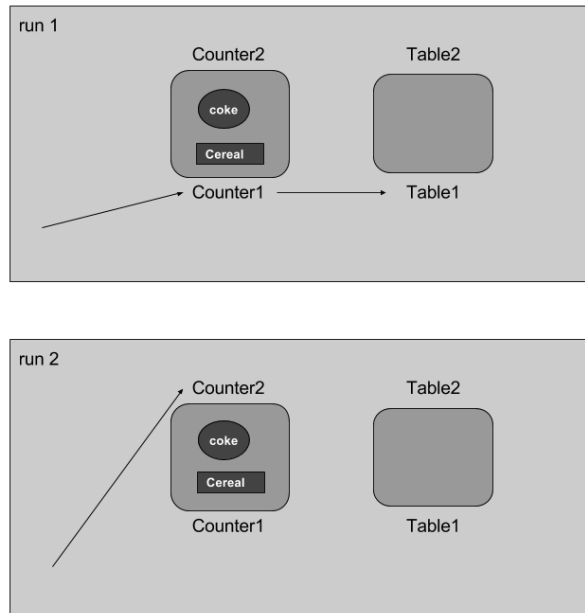 run 1
Counter2
Table2
coke
Cereal
Counter1
Table1
run 2
Counter2
Table2
coke
Cereal
Counter1
Table1